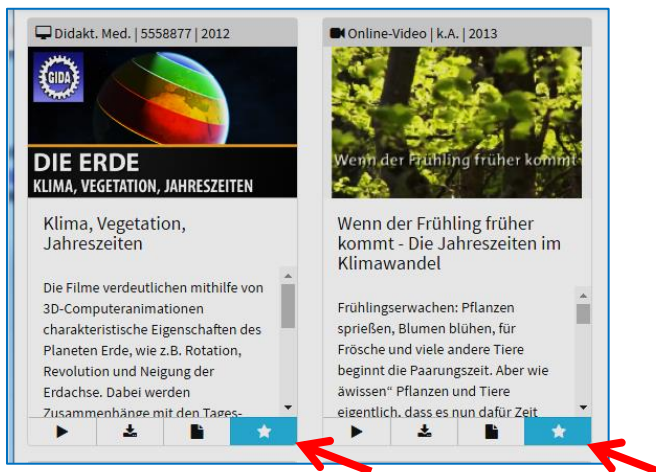 Didakt. Med. | 5558877 | 2012
GIDA
DIE ERDE
KLIMA, VEGETATION, JAHRESZEITEN
Klima, Vegetation,
Jahreszeiten
Die Filme verdeutlichen mithilfe von
3D-Computeranimationen
charakteristische Eigenschaften des
Planeten Erde, wie z.B. Rotation,
Revolution und Neigung der
Erdachse. Dabei werden
Zusammenhänge mit den Tages-
Online-Video | k.A. | 2013
Wenn der Frühling früher kommt
Wenn der Frühling früher
kommt - Die Jahreszeiten im
Klimawandel
Frühlingserwachen: Pflanzen
sprießen, Blumen blühen, für
Frösche und viele andere Tiere
beginnt die Paarungszeit. Aber wie
äwissen“ Pflanzen und Tiere
eigentlich, dass es nun dafür Zeit